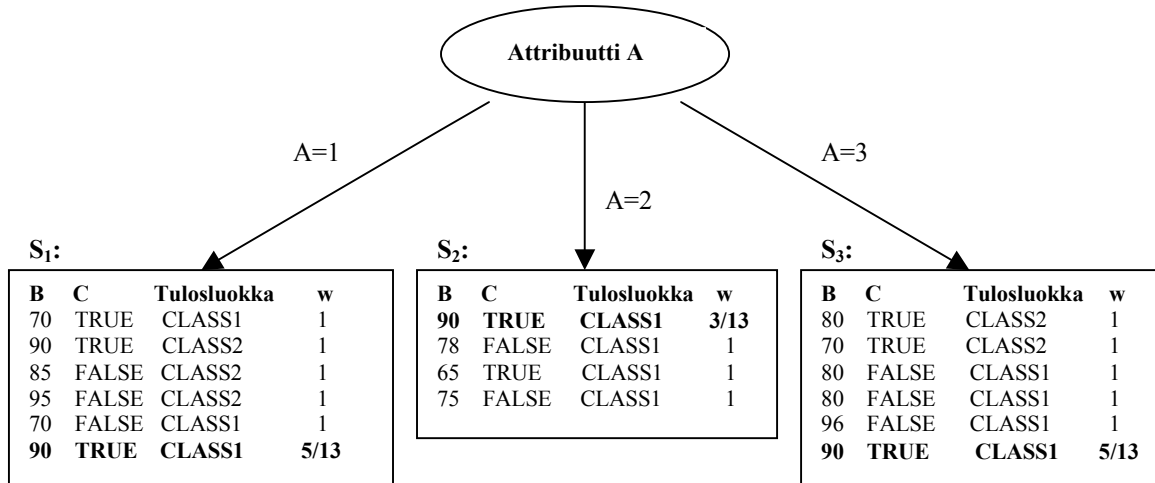 Attribuutti A
A=1
A=2
A=3
S1:
B C Tulosluokka w
70 TRUE CLASS1 1
90 TRUE CLASS2 1
85 FALSE CLASS2 1
95 FALSE CLASS2 1
70 FALSE CLASS1 1
90 TRUE CLASS1 5/13
S2:
B C Tulosluokka w
90 TRUE CLASS1 3/13
78 FALSE CLASS1 1
65 TRUE CLASS1 1
75 FALSE CLASS1 1
S3:
B C Tulosluokka w
80 TRUE CLASS2 1
70 TRUE CLASS2 1
80 FALSE CLASS1 1
80 FALSE CLASS1 1
96 FALSE CLASS1 1
90 TRUE CLASS1 5/13